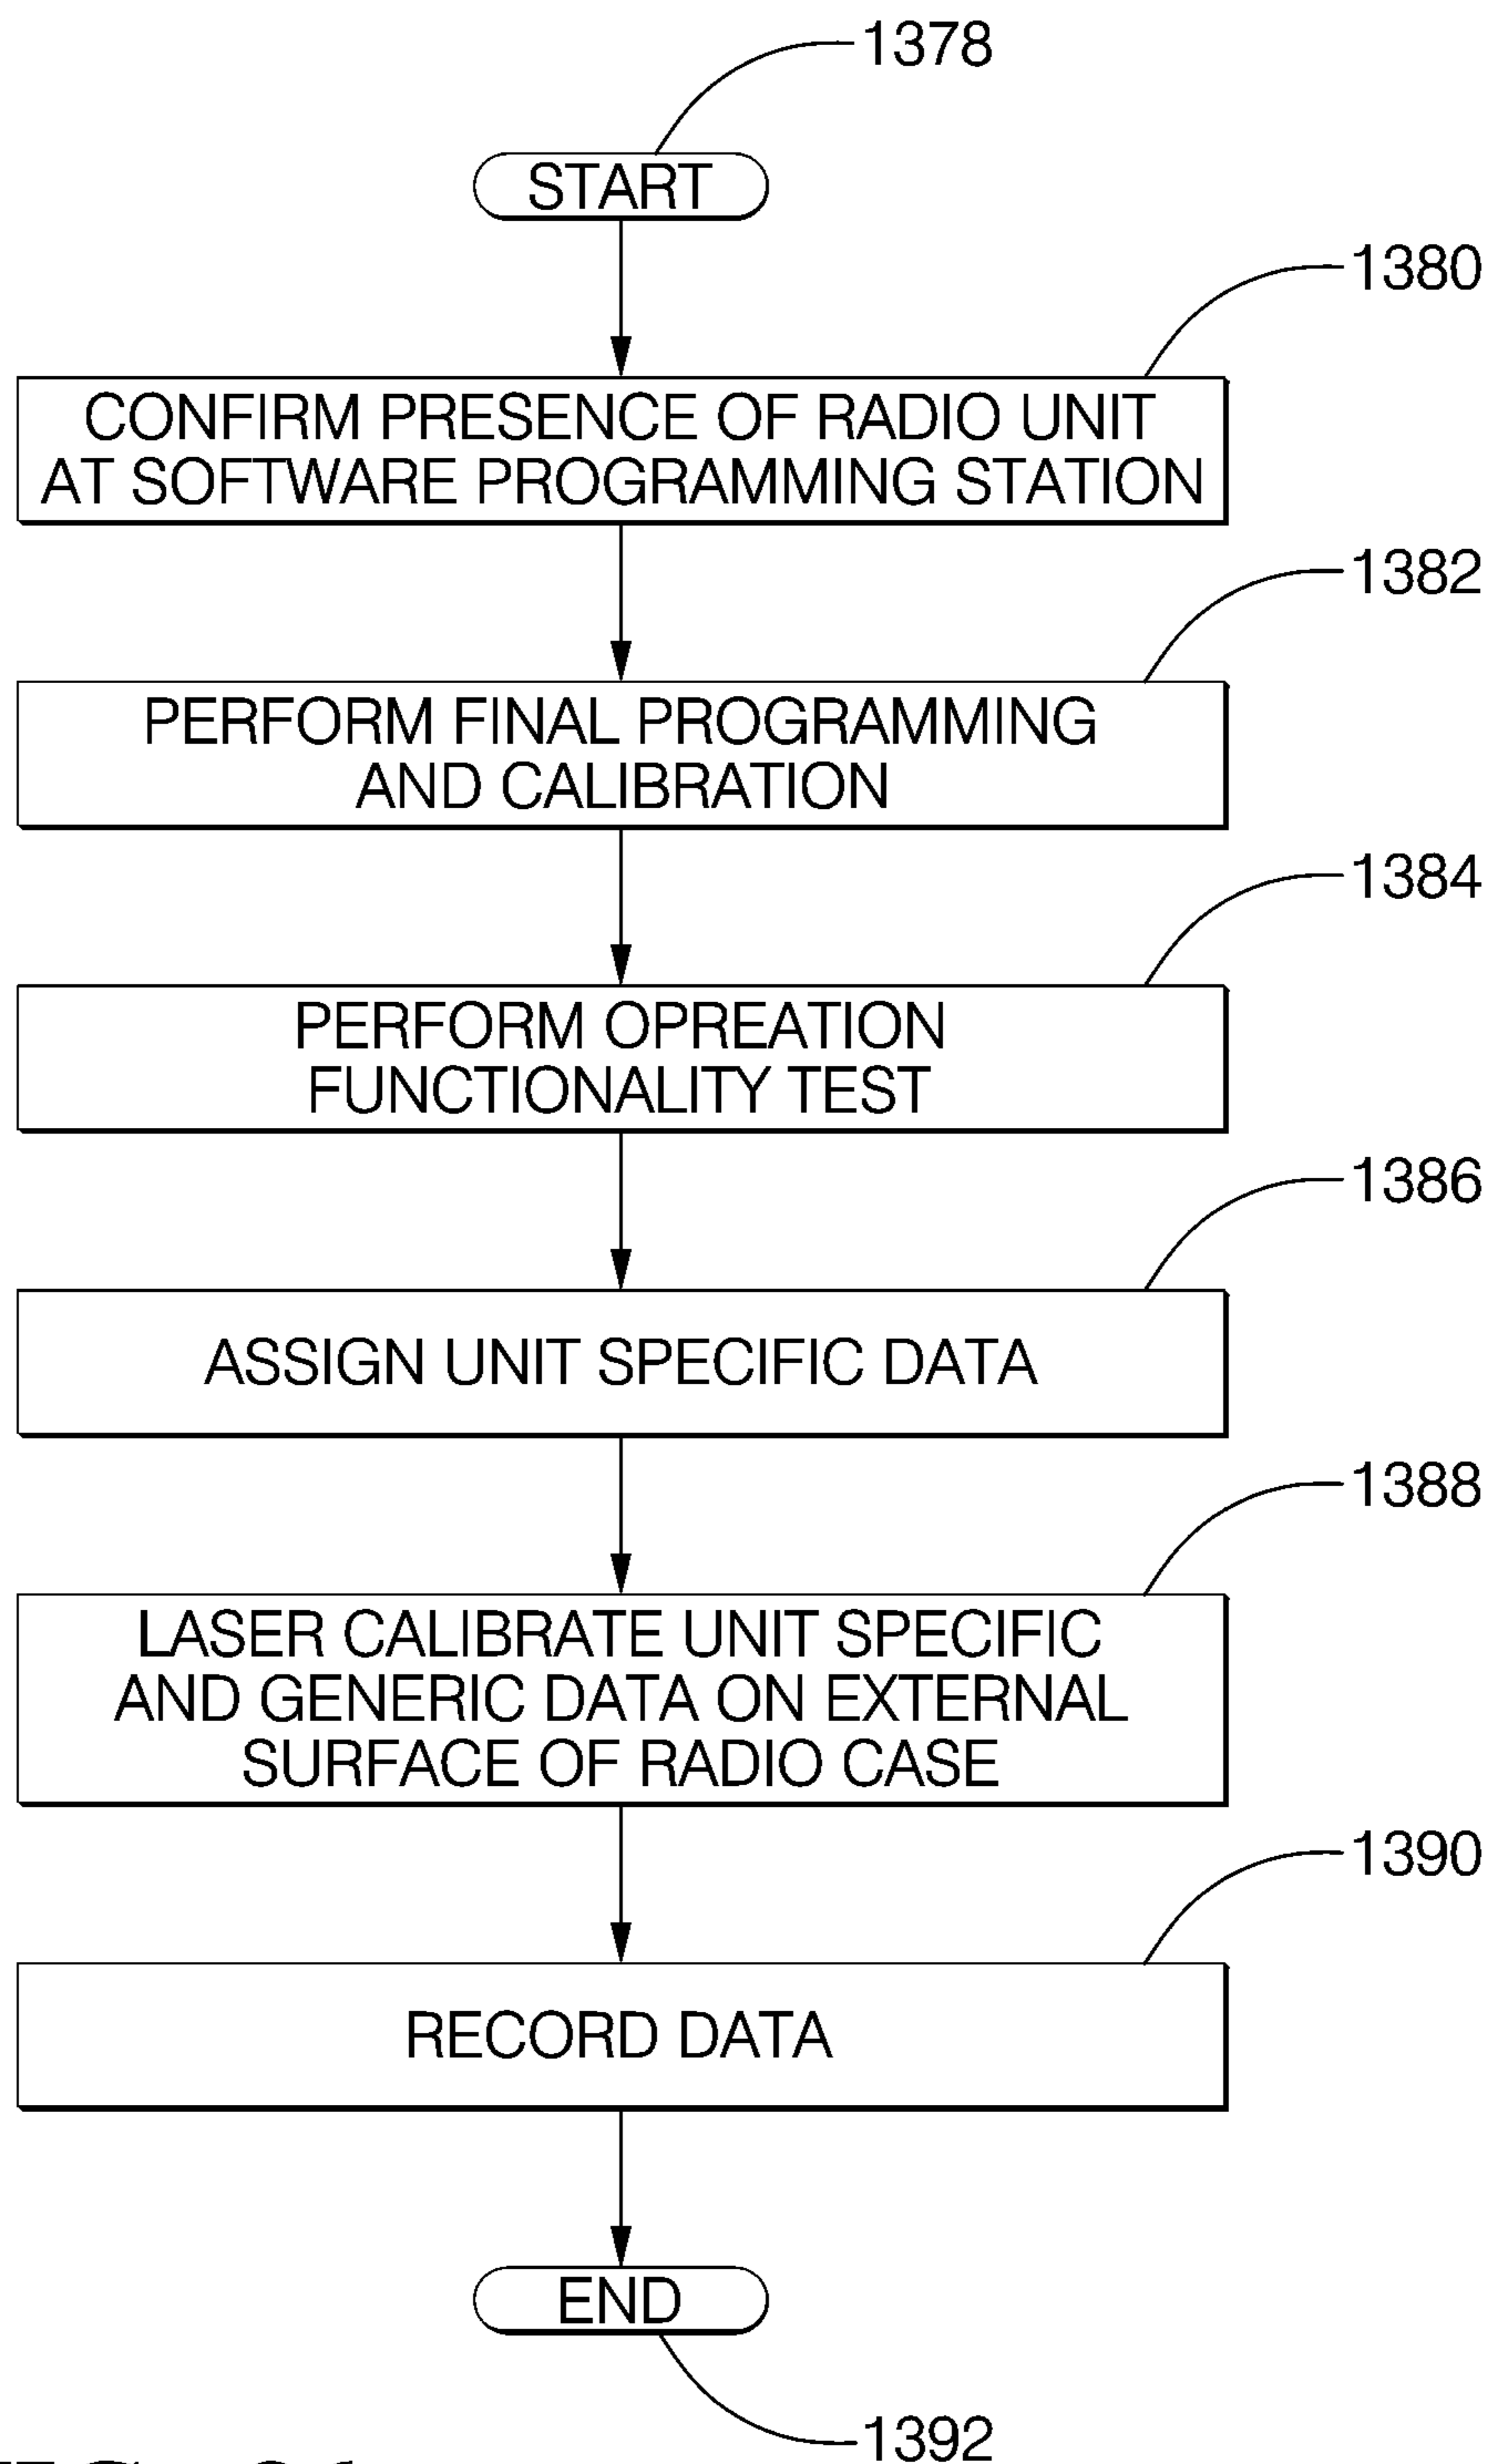 1378
START
1380
CONFIRM PRESENCE OF RADIO UNIT
AT SOFTWARE PROGRAMMING STATION
1382
PERFORM FINAL PROGRAMMING
AND CALIBRATION
1384
PERFORM OPREATION
FUNCTIONALITY TEST
1386
ASSIGN UNIT SPECIFIC DATA
1388
LASER CALIBRATE UNIT SPECIFIC
AND GENERIC DATA ON EXTERNAL
SURFACE OF RADIO CASE
1390
RECORD DATA
END
1392